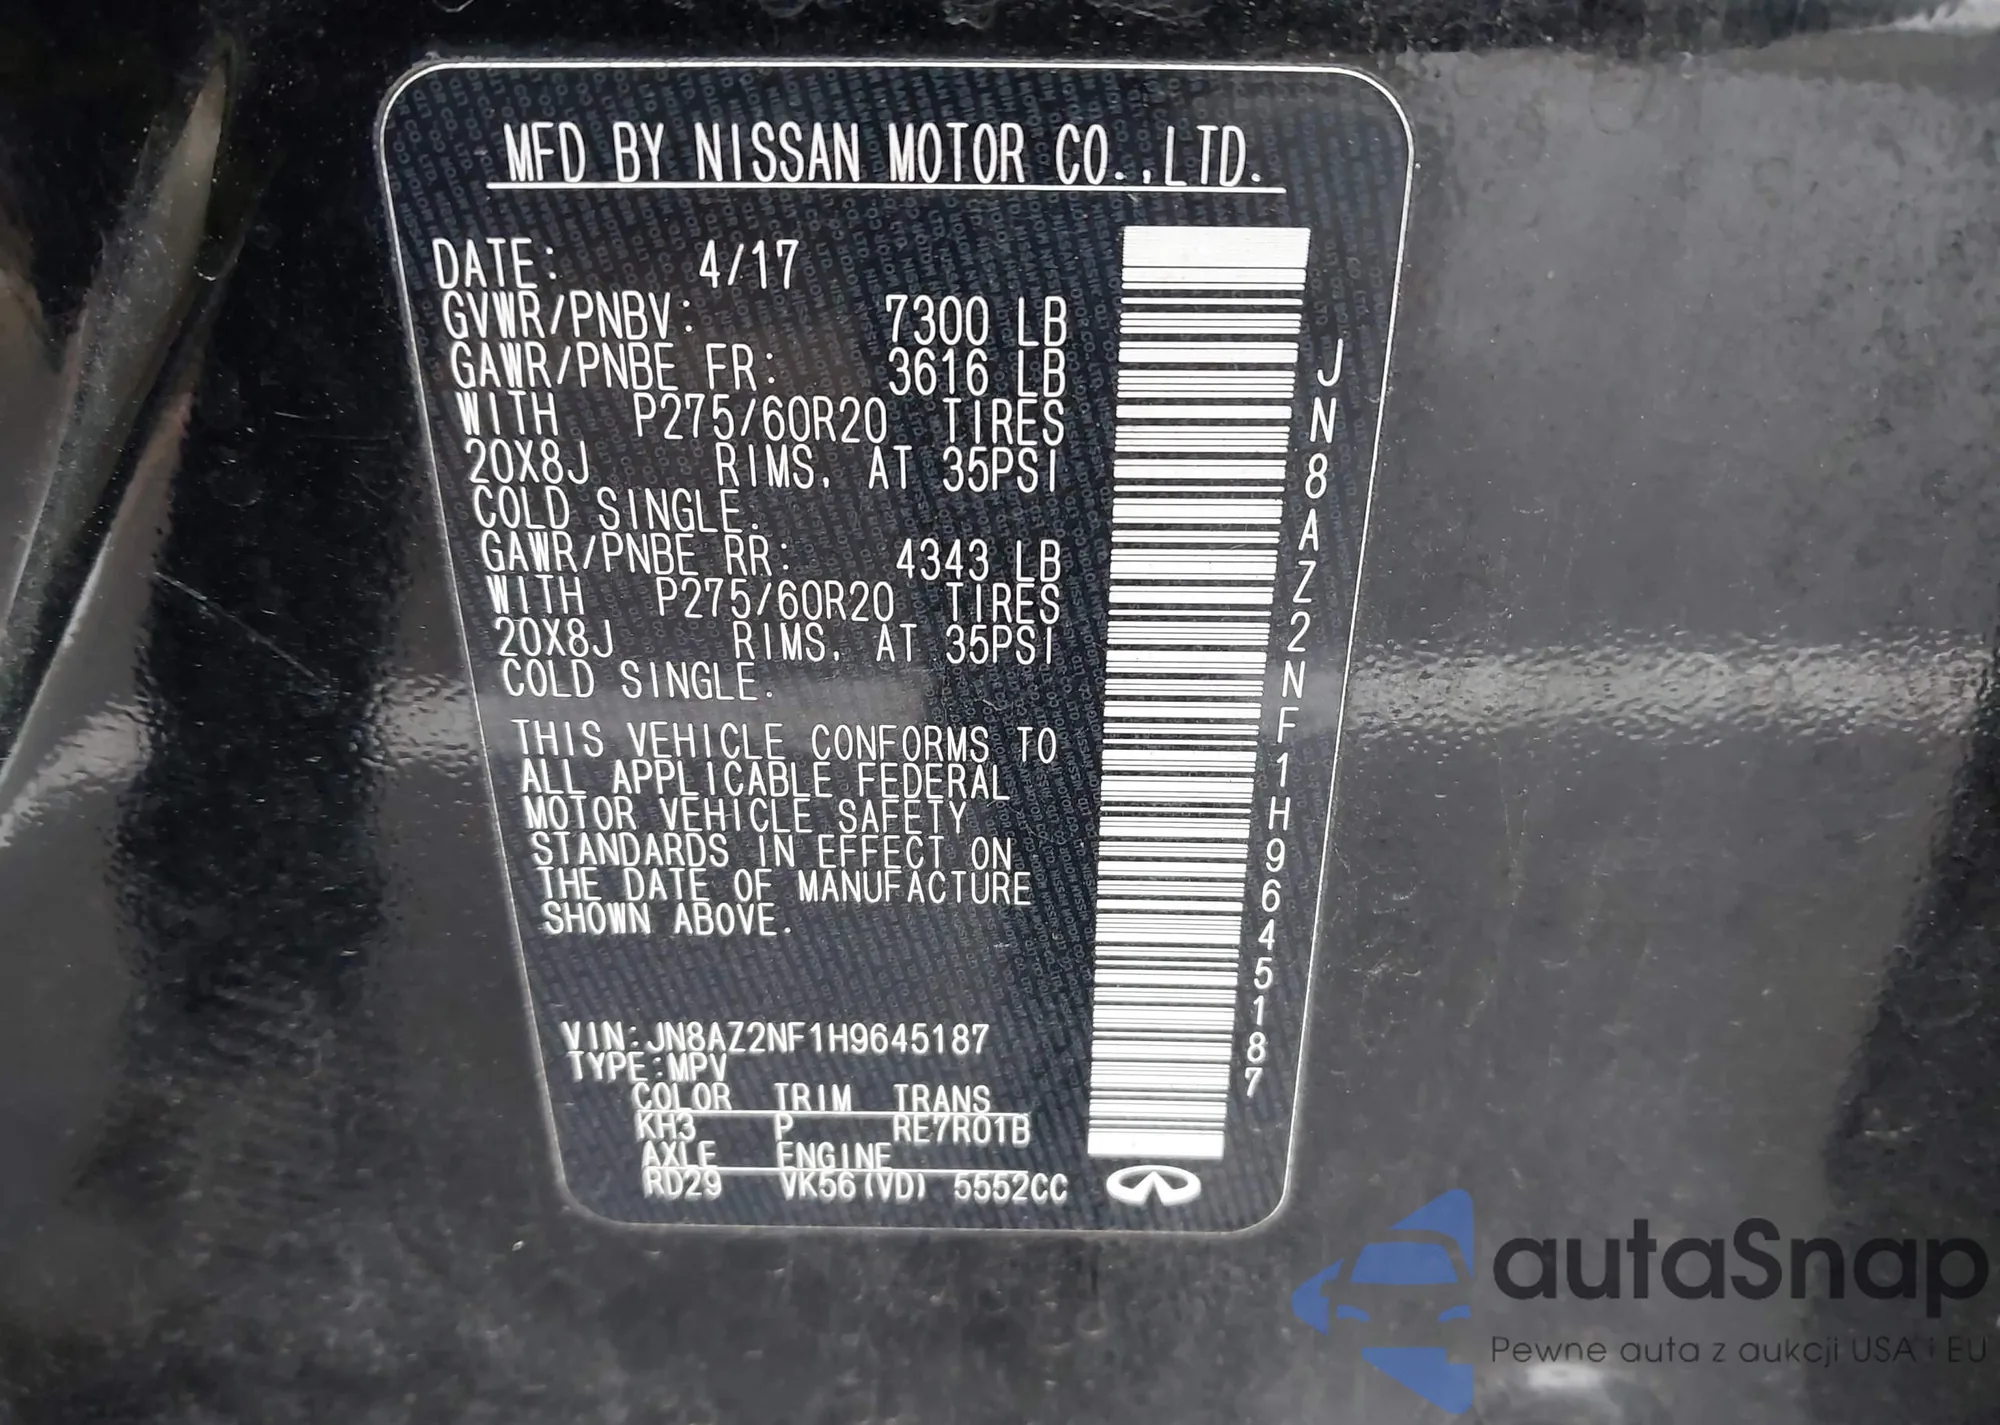 MFD BY NISSAN MOTOR CO.,LTD.
DATE: 4/17
GVWR/PNBV: 7300 LB
GAWR/PNBE FR: 3616 LB
WITH P275/60R20 TIRES
20X8J RIMS, AT 35PSI
COLD SINGLE.
GAWR/PNBE RR: 4343 LB
WITH P275/60R20 TIRES
20X8J RIMS, AT 35PSI
COLD SINGLE.
THIS VEHICLE CONFORMS TO
ALL APPLICABLE FEDERAL
MOTOR VEHICLE SAFETY
STANDARDS IN EFFECT ON
THE DATE OF MANUFACTURE
SHOWN ABOVE.
VIN:JN8AZ2NF1H9645187
TYPE:MPV
COLOR TRIM TRANS
KH3 P RE7R01B
AXLE ENGINE
RD29 VK56(VD) 5552CC
JN8AZ2NF1H9645187
autaSnap
Pewne auta z aukcji USA i EU